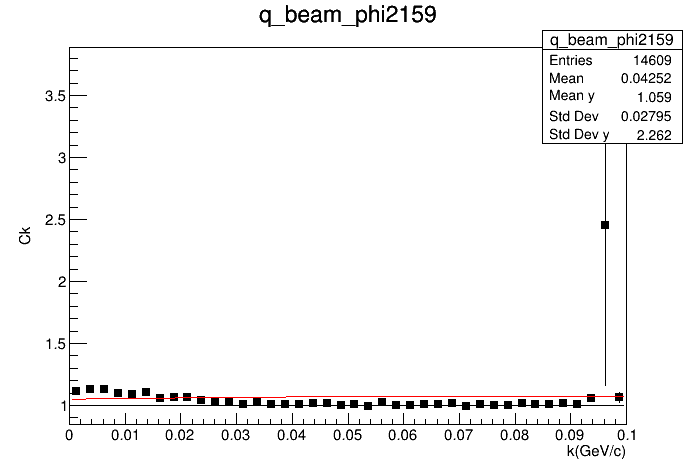 q_beam_phi2159
q_beam_phi2159
Entries 14609
Mean 0.04252
Mean y 1.059
Std Dev 0.02795
Std Dev y 2.262
3.5
3
2.5
2
1.5
1
Ck
0 0.01 0.02 0.03 0.04 0.05 0.06 0.07 0.08 0.09 0.1
k(GeV/c)